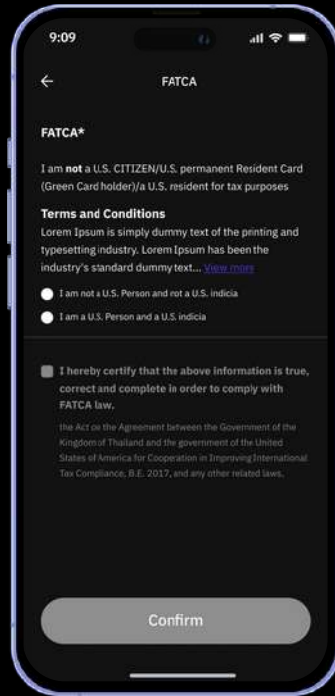 9:09
FATCA
FATCA*
I am not a U.S. CITIZEN/U.S. permanent Resident Card
(Green Card holder)/a U.S. resident for tax purposes
Terms and Conditions
Lorem Ipsum is simply dummy text of the printing and
typesetting industry. Lorem Ipsum has been the
industry's standard dummy text... View more
I am not a U.S. Person and rot a U.S. indicia
I am a U.S. Person and a U.S. indicia
I hereby certify that the above information is true,
correct and complete in order to comply with
FATCA law.
the Act on the Agreement between the Government of the
Kingdom of Thailand and the government of the United
States of America for Cooperation in Improving International
Tax Compliance, B.E. 2017, and any other related laws.
Confirm